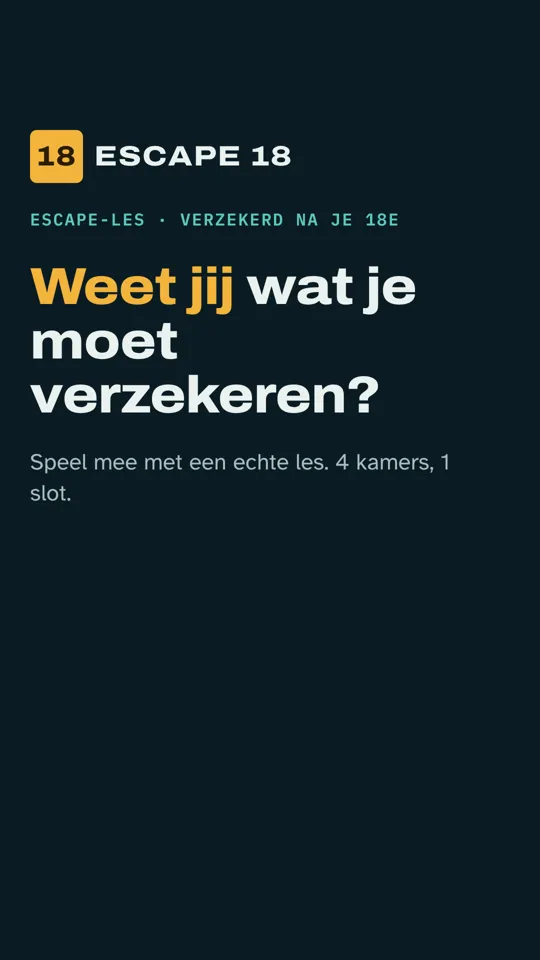 18 ESCAPE 18
ESCAPE-LES · VERZEKERD NA JE 18E
Weet jij wat je
moet
verzekeren?
Speel mee met een echte les. 4 kamers, 1
slot.